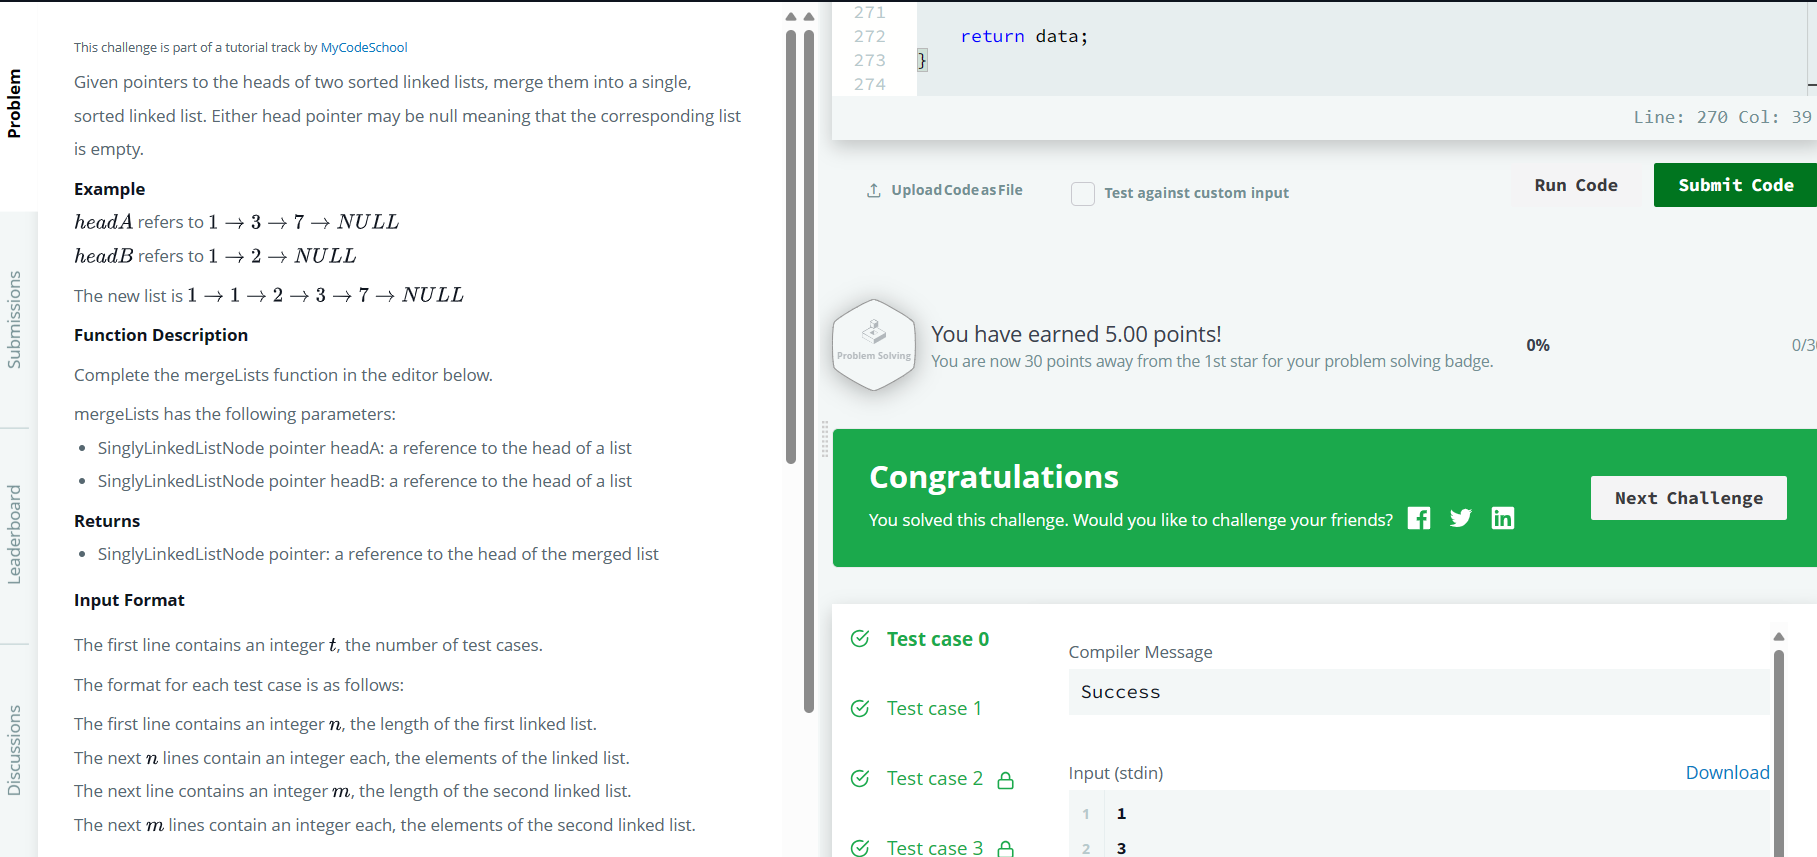 Problem
Submissions
Leaderboard
Discussions
This challenge is part of a tutorial track by MyCodeSchool
Given pointers to the heads of two sorted linked lists, merge them into a single,
sorted linked list. Either head pointer may be null meaning that the corresponding list
is empty.
Example
headA refers to 1 → 3 → 7 → NULL
headB refers to 1 → 2 → NULL
The new list is 1 → 1 → 2 → 3 → 7 → NULL
Function Description
Complete the mergeLists function in the editor below.
mergeLists has the following parameters:
• SinglyLinkedListNode pointer headA: a reference to the head of a list
• SinglyLinkedListNode pointer headB: a reference to the head of a list
Returns
• SinglyLinkedListNode pointer: a reference to the head of the merged list
Input Format
The first line contains an integer t, the number of test cases.
The format for each test case is as follows:
The first line contains an integer n, the length of the first linked list.
The next n lines contain an integer each, the elements of the linked list.
The next line contains an integer m, the length of the second linked list.
The next m lines contain an integer each, the elements of the second linked list.
271
272 return data;
273 }
274
Line: 270 Col: 39
Upload Code as File
Test against custom input
Run Code
Submit Code
Problem Solving
You have earned 5.00 points!
You are now 30 points away from the 1st star for your problem solving badge.
0%
0/3
Congratulations
You solved this challenge. Would you like to challenge your friends?
Next Challenge
Test case 0
Test case 1
Test case 2
Test case 3
Compiler Message
Success
Input (stdin)
Download
1 1
2 3